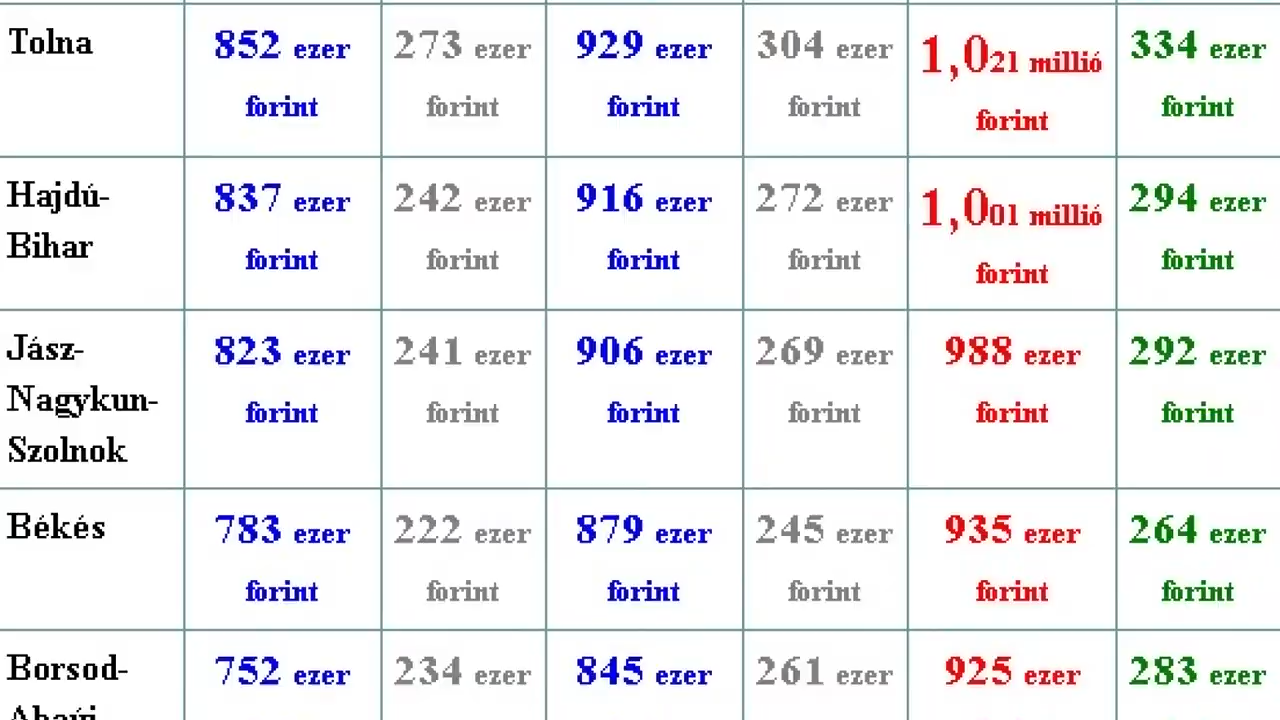 Tolna 852 ezer 273 ezer 929 ezer 304 ezer 1,021 millió 334 ezer
forint forint forint forint forint forint
Hajdú- 837 ezer 242 ezer 916 ezer 272 ezer 1,001 millió 294 ezer
Bihar forint forint forint forint forint forint
Jász- 823 ezer 241 ezer 906 ezer 269 ezer 988 ezer 292 ezer
Nagykun- forint forint forint forint forint forint
Szolnok
Békés 783 ezer 222 ezer 879 ezer 245 ezer 935 ezer 264 ezer
forint forint forint forint forint forint
Borsod- 752 ezer 234 ezer 845 ezer 261 ezer 925 ezer 283 ezer